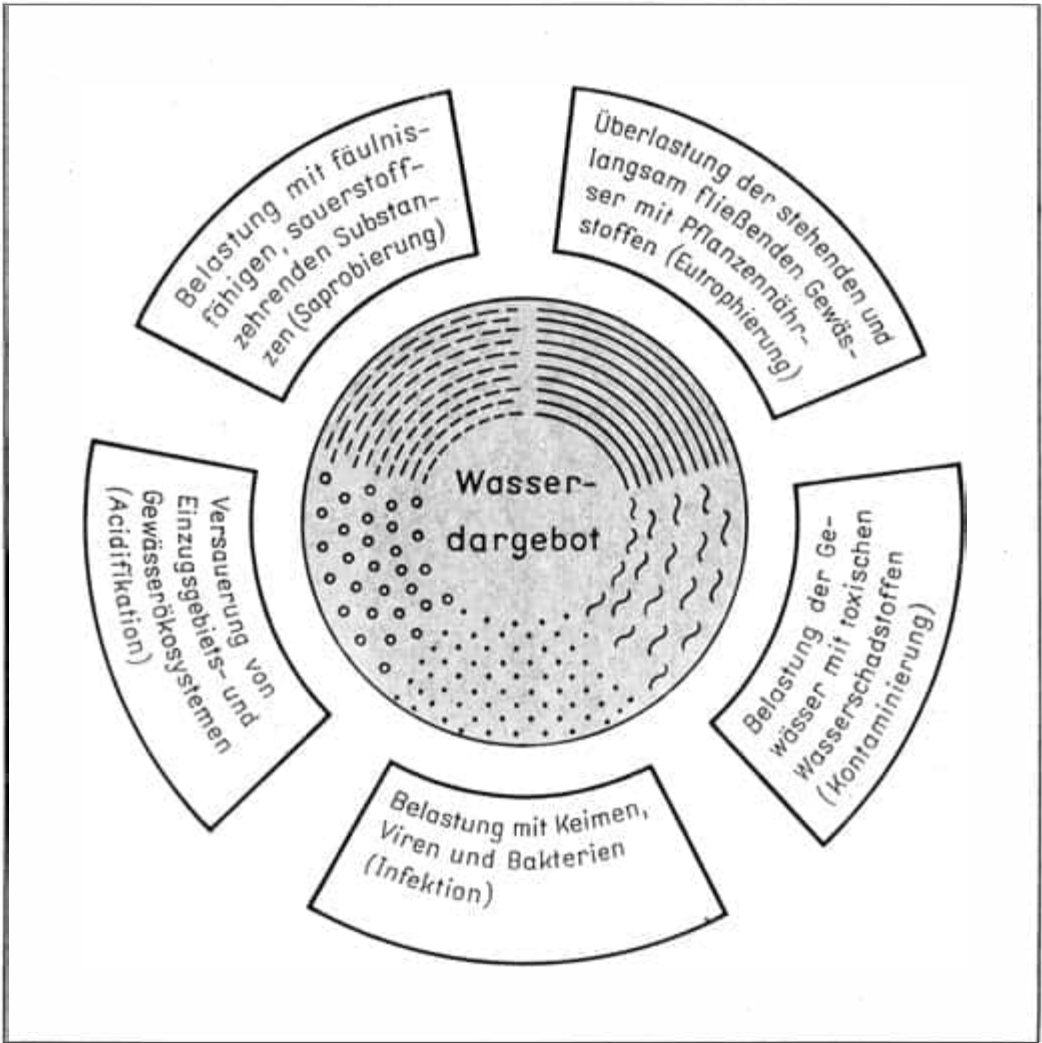 Belastung mit fäulnis-
fähigen, sauerstoff-
zehrenden Substan-
zen (Saprobierung)
Überlastung der stehenden und
langsam fließenden Gewäs-
ser mit Pflanzennähr-
stoffen (Eutrophierung)
Wasser-
dargebot
Versauerung von
Einzugsgebiets- und
Gewässerökosystemen
(Acidifikation)
Belastung der Ge-
wässer mit toxischen
Wasserschadstoffen
(Kontaminierung)
Belastung mit Keimen,
Viren und Bakterien
(Infektion)